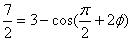 7/2 = 3 − cos(π/2 + 2ϕ)